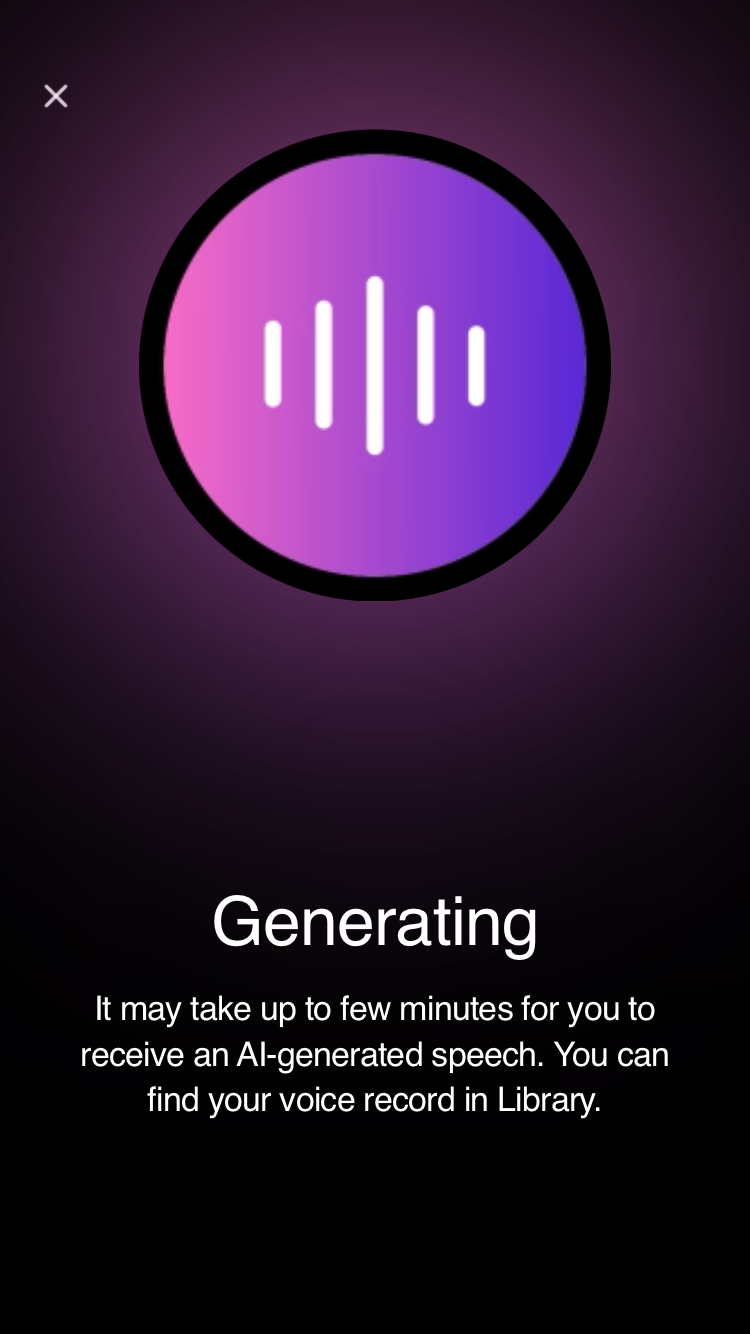 Generating
It may take up to few minutes for you to
receive an AI-generated speech. You can
find your voice record in Library.